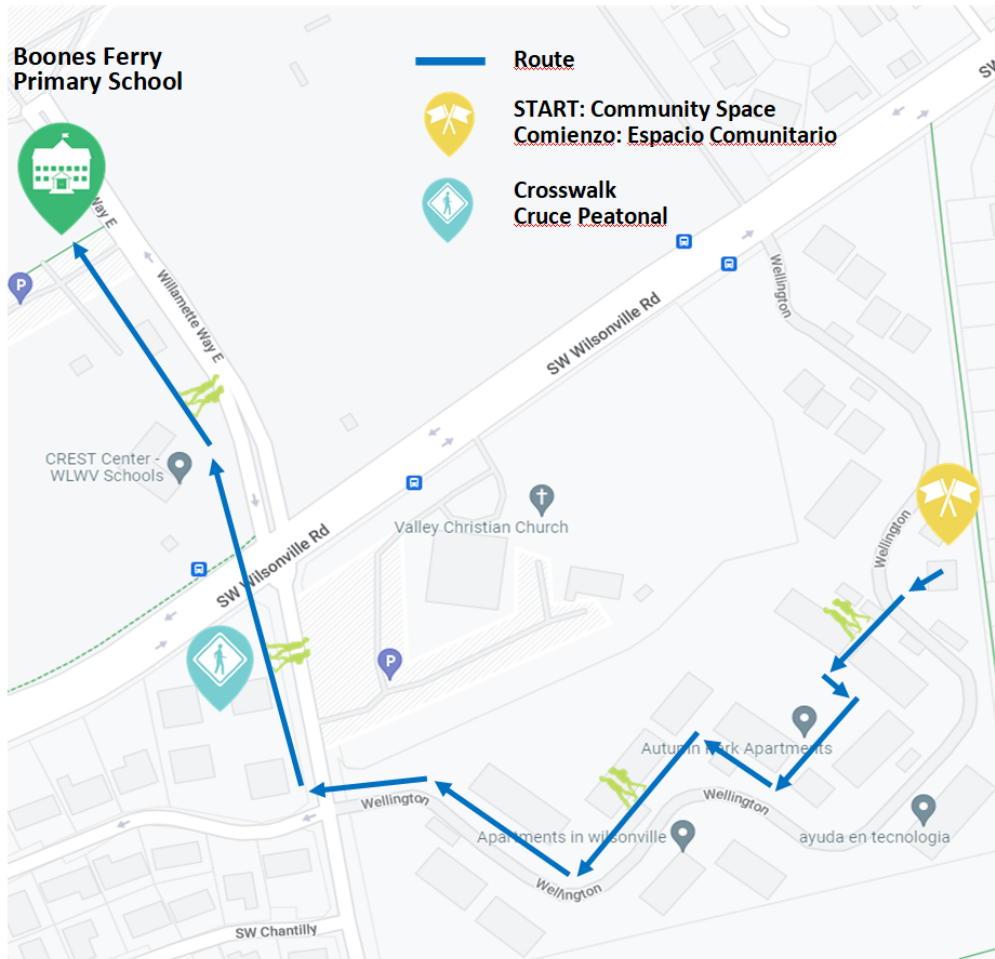 Boones Ferry
Primary School
Route
START: Community Space
Comienzo: Espacio Comunitario
Crosswalk
Cruce Peatonal
SW
Way E
P
Willamette Way E
Wellington
SW Wilsonville Rd
CREST Center -
WLWV Schools
Valley Christian Church
Wellington
SW Wilsonville Rd
P
Autumn Park Apartments
Wellington
Wellington
Apartments in wilsonville
ayuda en tecnologia
Wellington
SW Chantilly